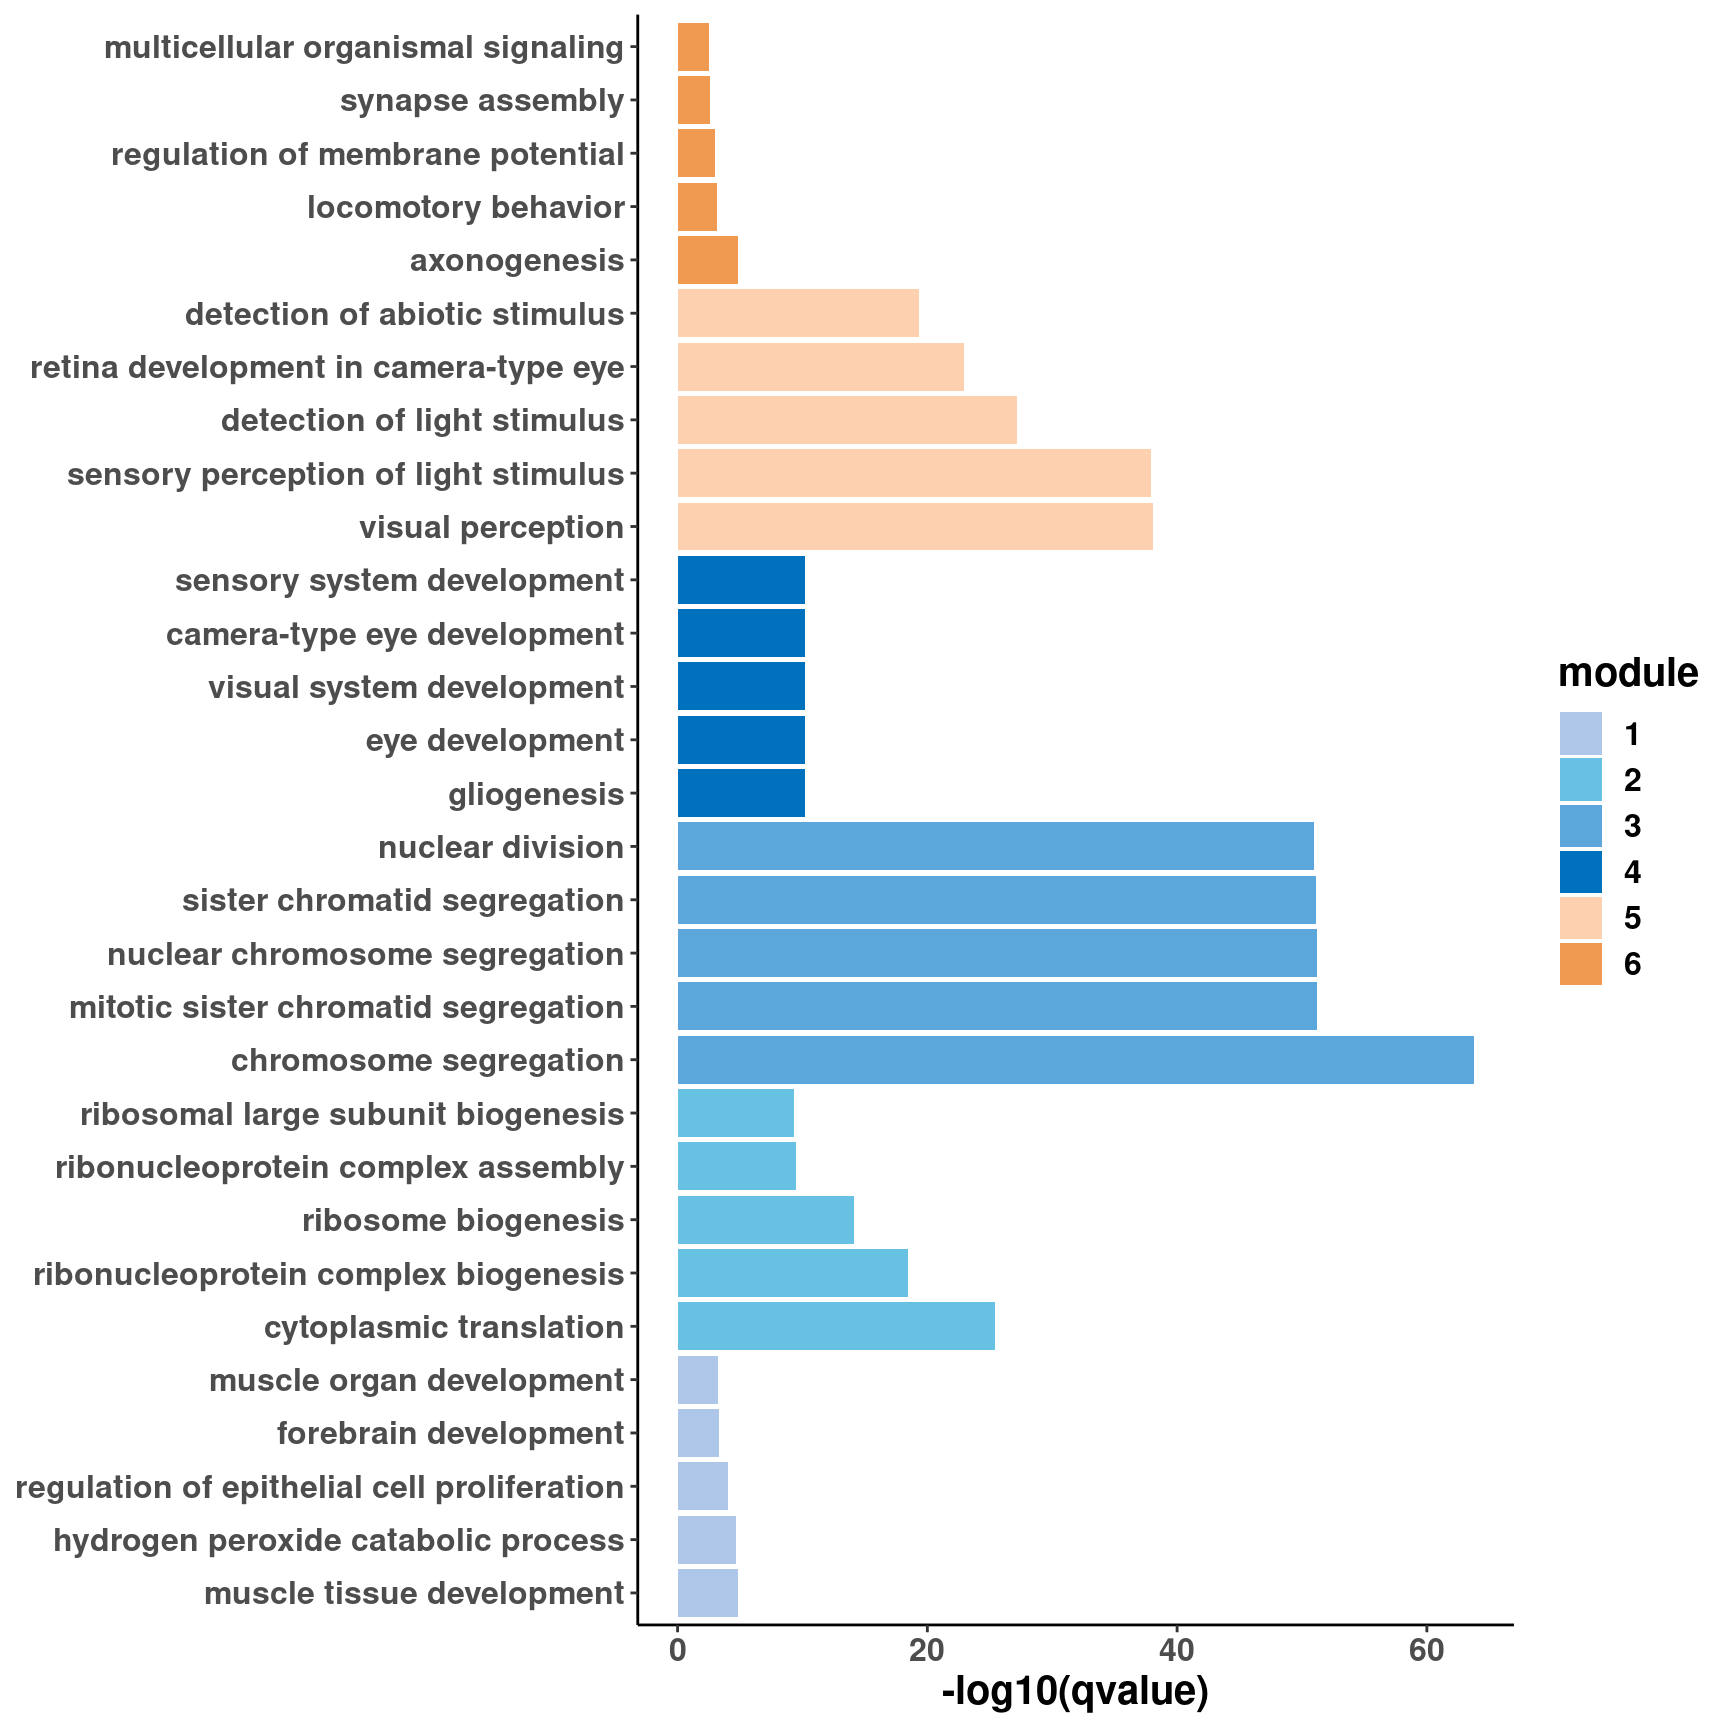 multicellular organismal signaling
synapse assembly
regulation of membrane potential
locomotory behavior
axonogenesis
detection of abiotic stimulus
retina development in camera-type eye
detection of light stimulus
sensory perception of light stimulus
visual perception
sensory system development
camera-type eye development
visual system development
eye development
gliogenesis
nuclear division
sister chromatid segregation
nuclear chromosome segregation
mitotic sister chromatid segregation
chromosome segregation
ribosomal large subunit biogenesis
ribonucleoprotein complex assembly
ribosome biogenesis
ribonucleoprotein complex biogenesis
cytoplasmic translation
muscle organ development
forebrain development
regulation of epithelial cell proliferation
hydrogen peroxide catabolic process
muscle tissue development
0 20 40 60
-log10(qvalue)
module
1
2
3
4
5
6